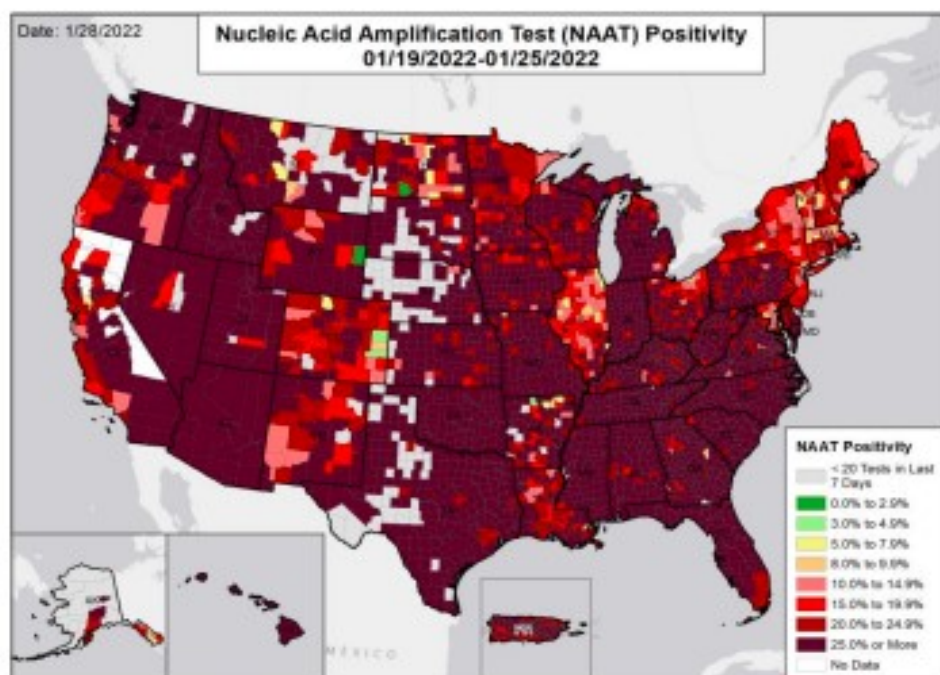 Date: 1/28/2022
Nucleic Acid Amplification Test (NAAT) Positivity
01/19/2022-01/25/2022
NJ
MD
NAAT Positivity
< 20 Tests in Last
7 Days
0.0% to 2.9%
3.0% to 4.9%
5.0% to 7.9%
8.0% to 9.9%
10.0% to 14.9%
15.0% to 19.9%
20.0% to 24.9%
25.0% or More
No Data
MÉXICO